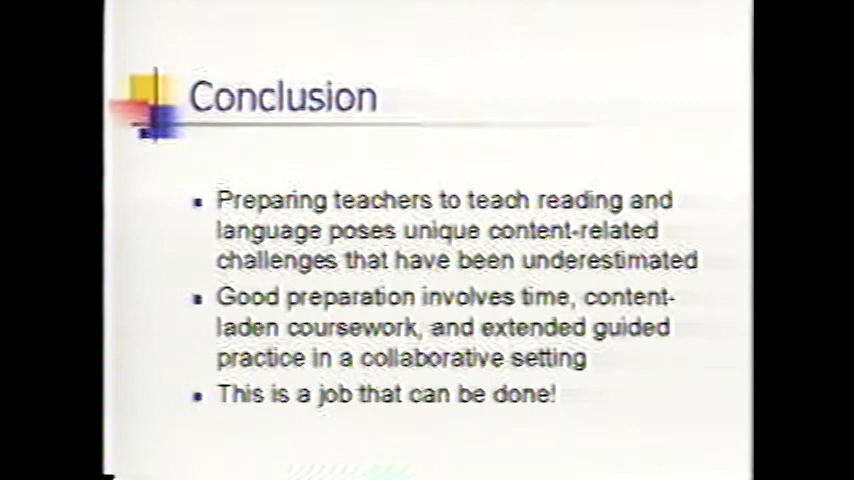 Conclusion
Preparing teachers to teach reading and
language poses unique content-related
challenges that have been underestimated
Good preparation involves time, content-
laden coursework, and extended guided
practice in a collaborative setting
This is a job that can be done!